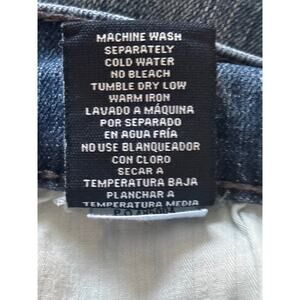 MACHINE WASH
SEPARATELY
COLD WATER
NO BLEACH
TUMBLE DRY LOW
WARM IRON
LAVADO A MÁQUINA
POR SEPARADO
EN AGUA FRÍA
NO USE BLANQUEADOR
CON CLORO
SECAR A
TEMPERATURA BAJA
PLANCHAR A
TEMPERATURA MEDIA